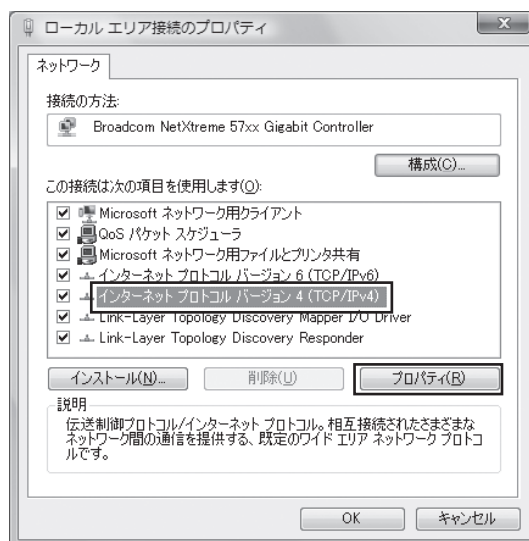 ローカル エリア接続のプロパティ
ネットワーク
接続の方法:
Broadcom NetXtreme 57xx Gigabit Controller
構成(C)...
この接続は次の項目を使用します(O):
Microsoft ネットワーク用クライアント
QoS パケット スケジューラ
Microsoft ネットワーク用ファイルとプリンタ共有
インターネット プロトコル バージョン 6 (TCP/IPv6)
インターネット プロトコル バージョン 4 (TCP/IPv4)
Link-Layer Topology Discovery Mapper I/O Driver
Link-Layer Topology Discovery Responder
インストール(N)...
削除(U)
プロパティ(R)
説明
伝送制御プロトコル/インターネット プロトコル。相互接続されたさまざまな
ネットワーク間の通信を提供する、既定のワイド エリア ネットワーク プロトコ
ルです。
OK
キャンセル